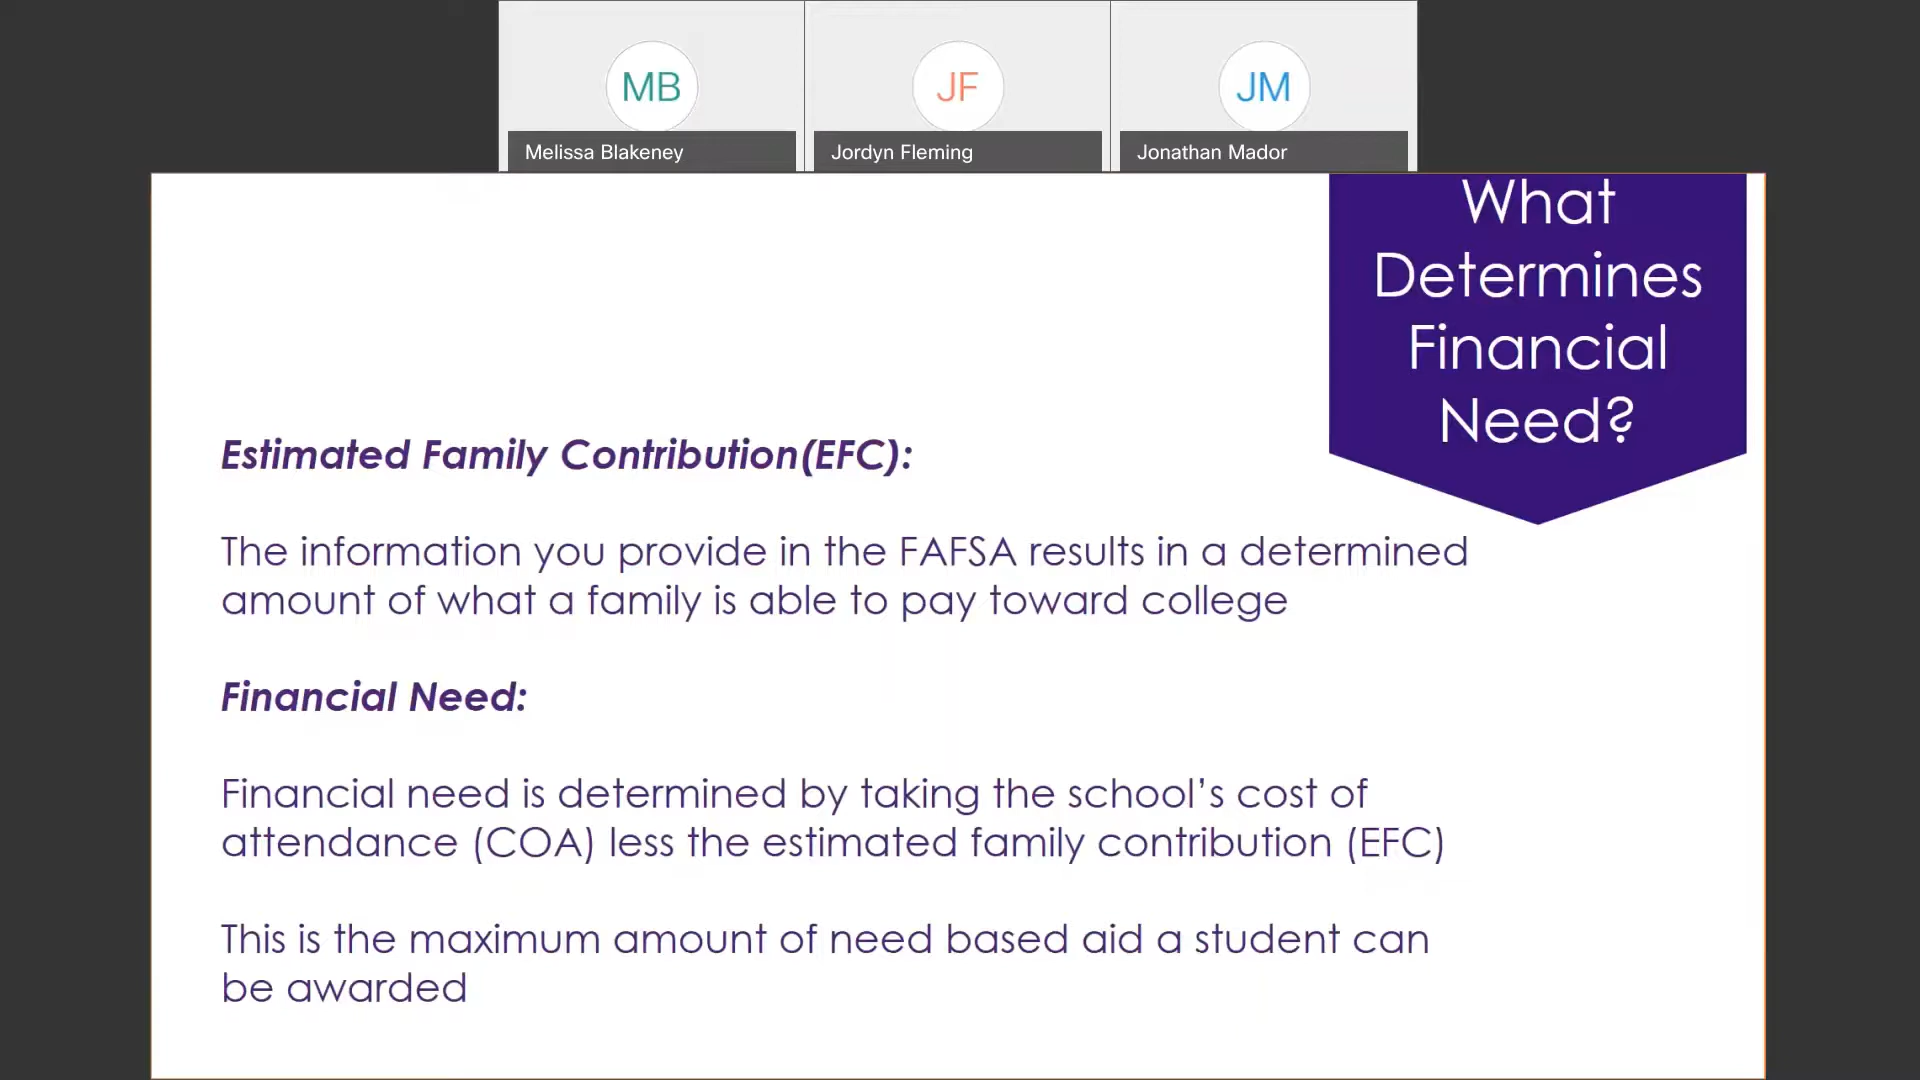 MB
JF
JM
Melissa Blakeney
Jordyn Fleming
Jonathan Mador
What
Determines
Financial
Need?
Estimated Family Contribution(EFC):
The information you provide in the FAFSA results in a determined
amount of what a family is able to pay toward college
Financial Need:
Financial need is determined by taking the school’s cost of
attendance (COA) less the estimated family contribution (EFC)
This is the maximum amount of need based aid a student can
be awarded